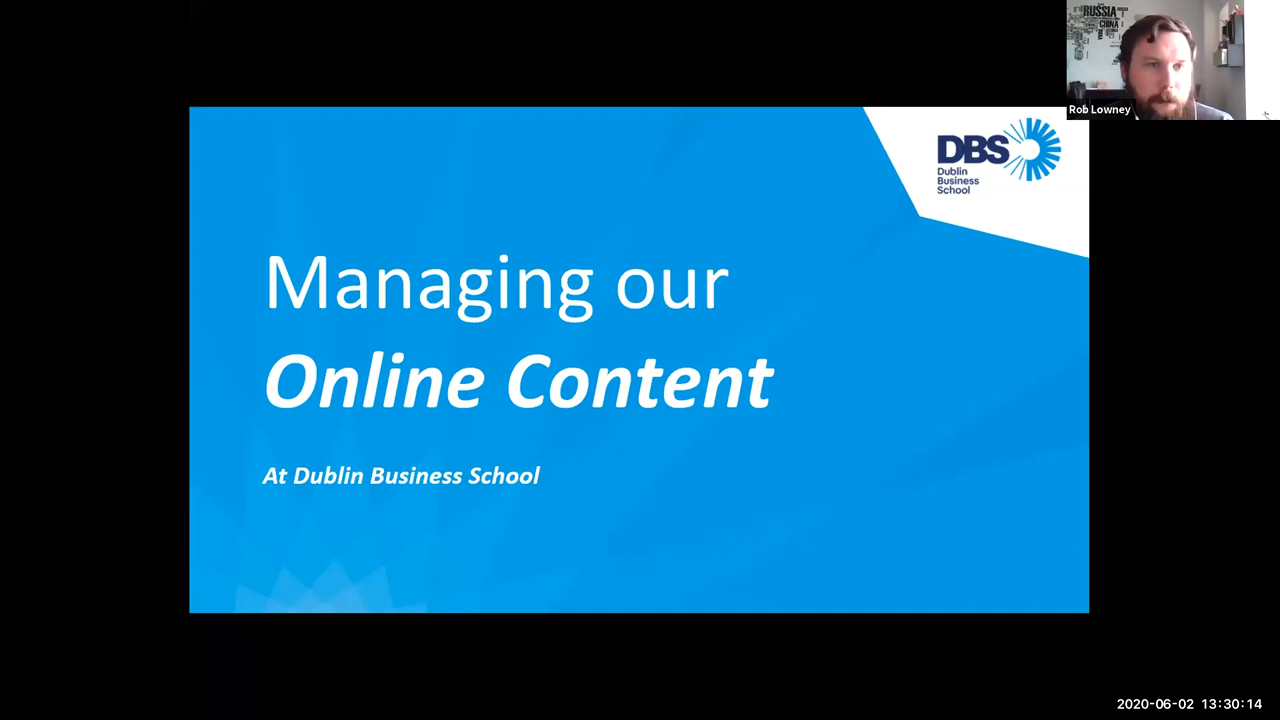 RUSSIA
CHINA
Rob Lowney
DBS
Dublin
Business
School
Managing our
Online Content
At Dublin Business School
2020-06-02 13:30:14